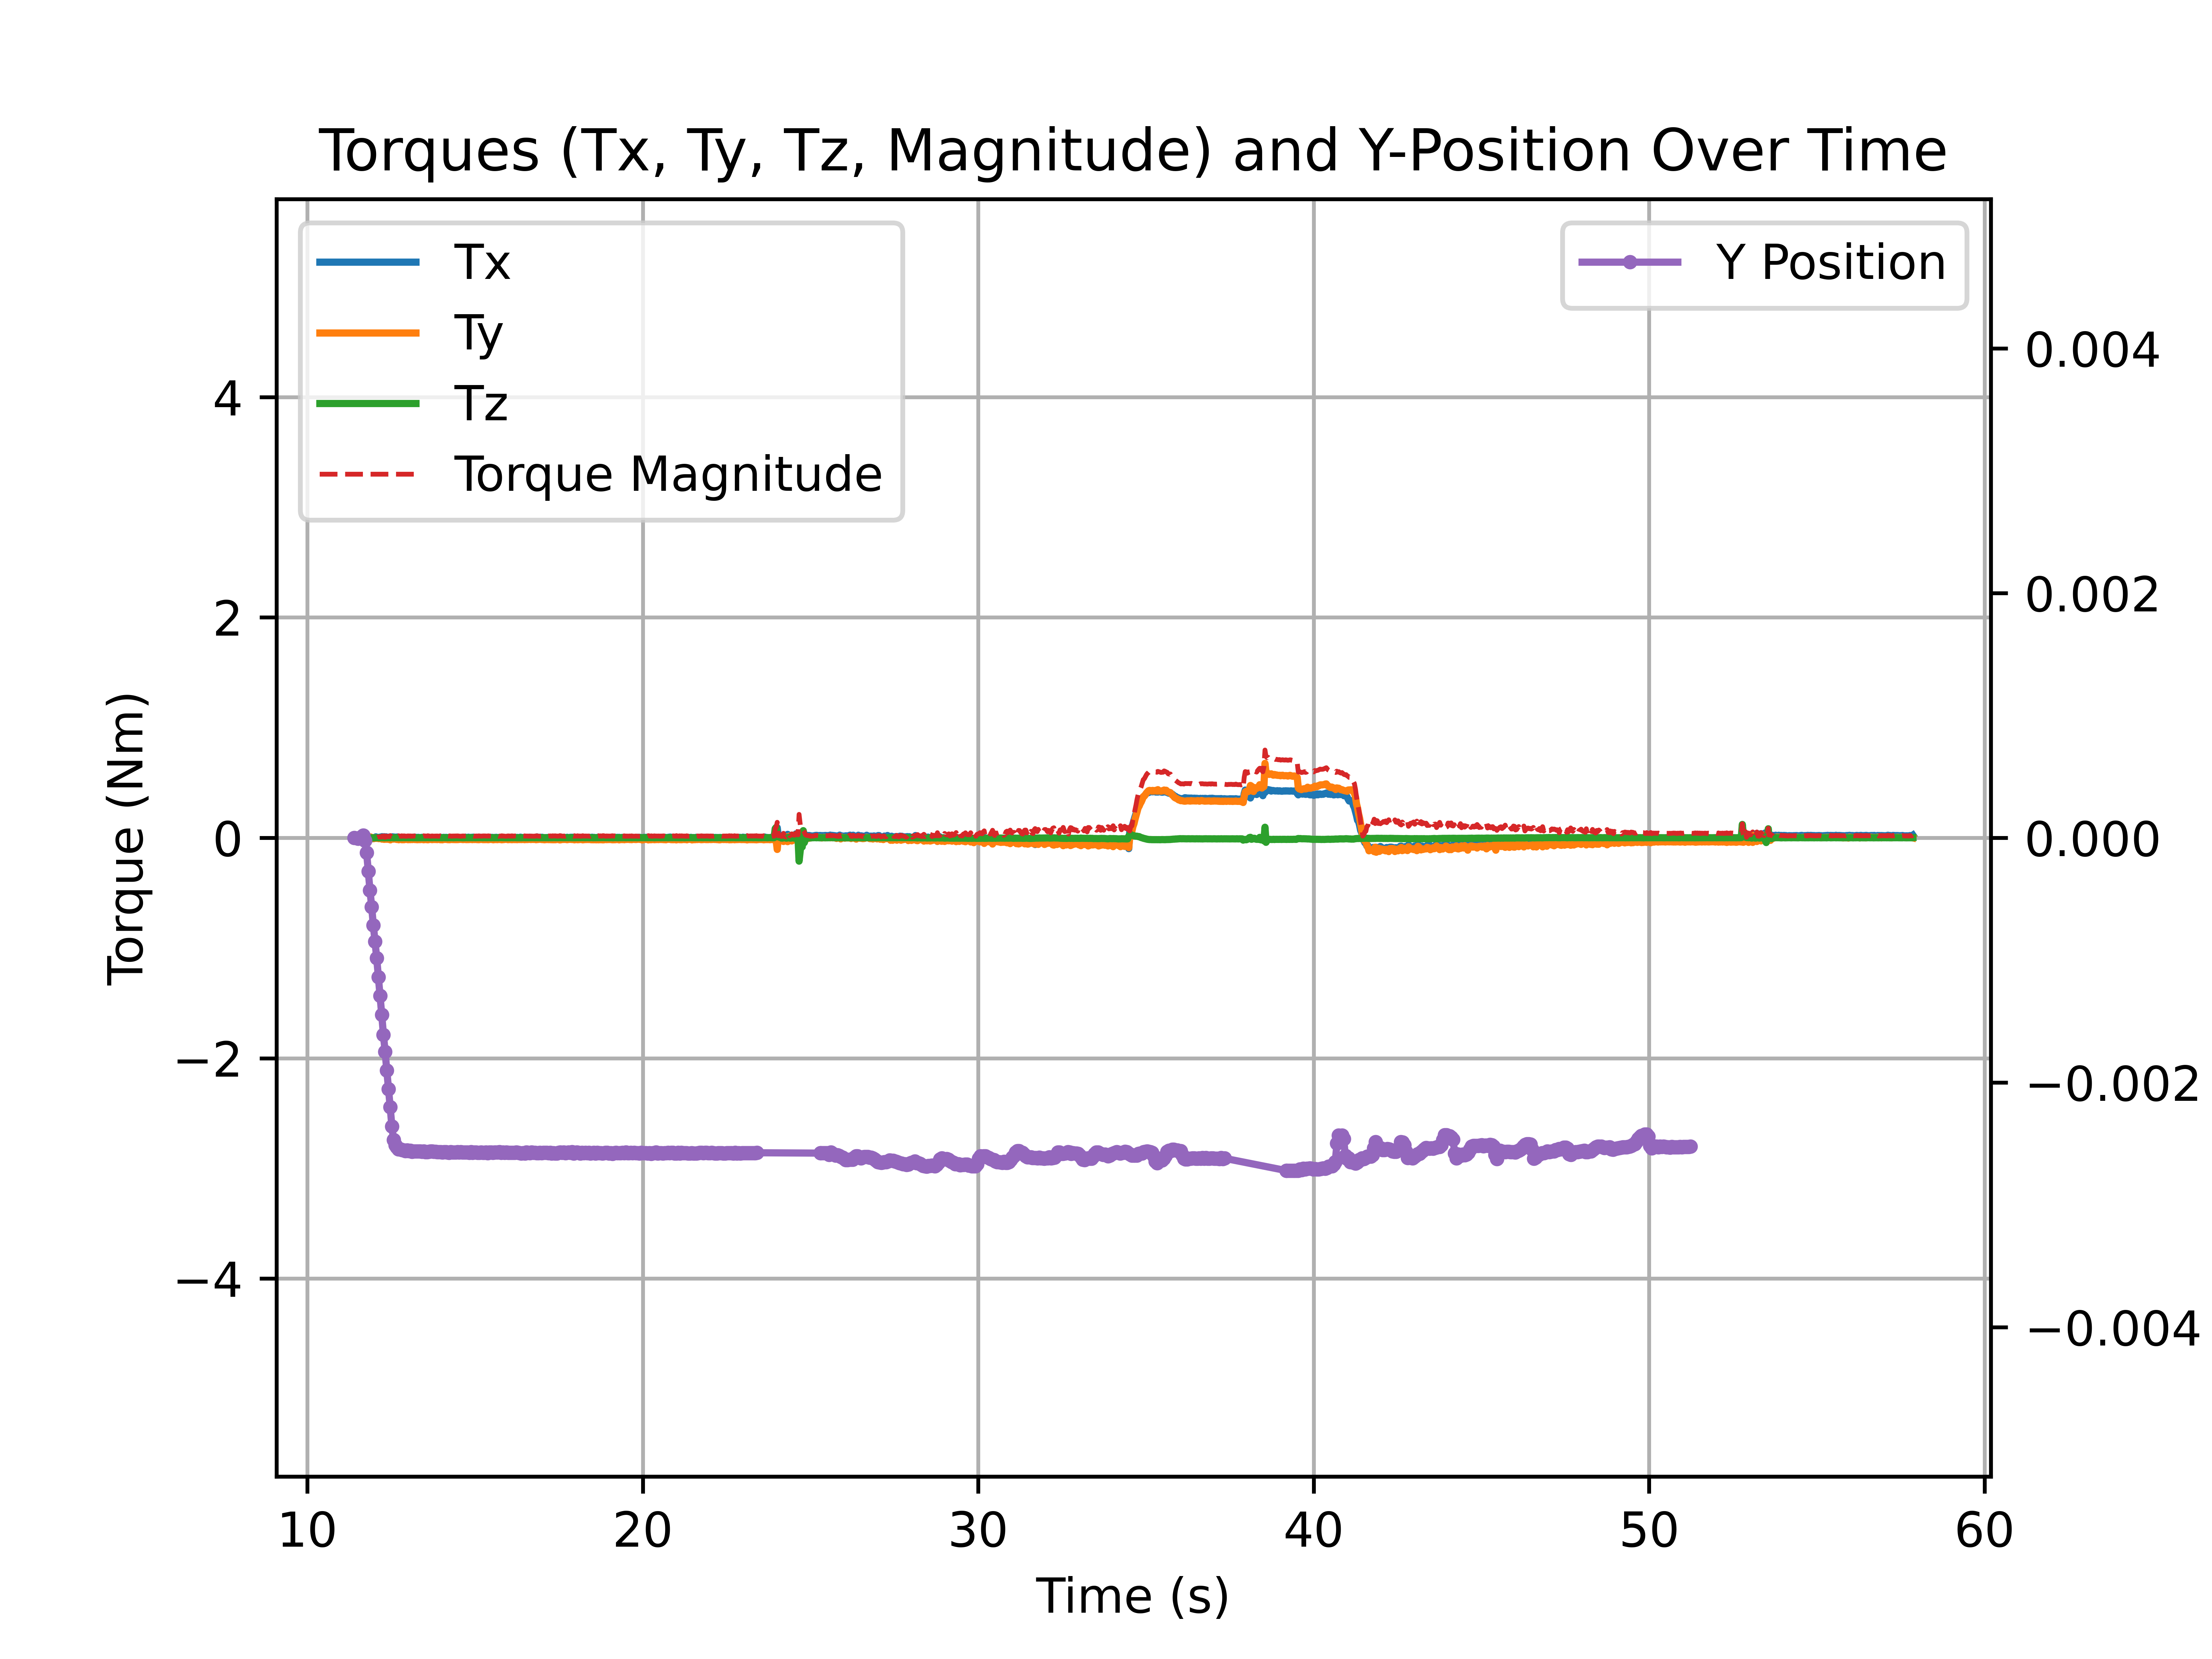 Torques (Tx, Ty, Tz, Magnitude) and Y-Position Over Time
Tx
Ty
Tz
Torque Magnitude
Y Position
4
2
0
−2
−4
Torque (Nm)
0.004
0.002
0.000
−0.002
−0.004
10 20 30 40 50 60
Time (s)